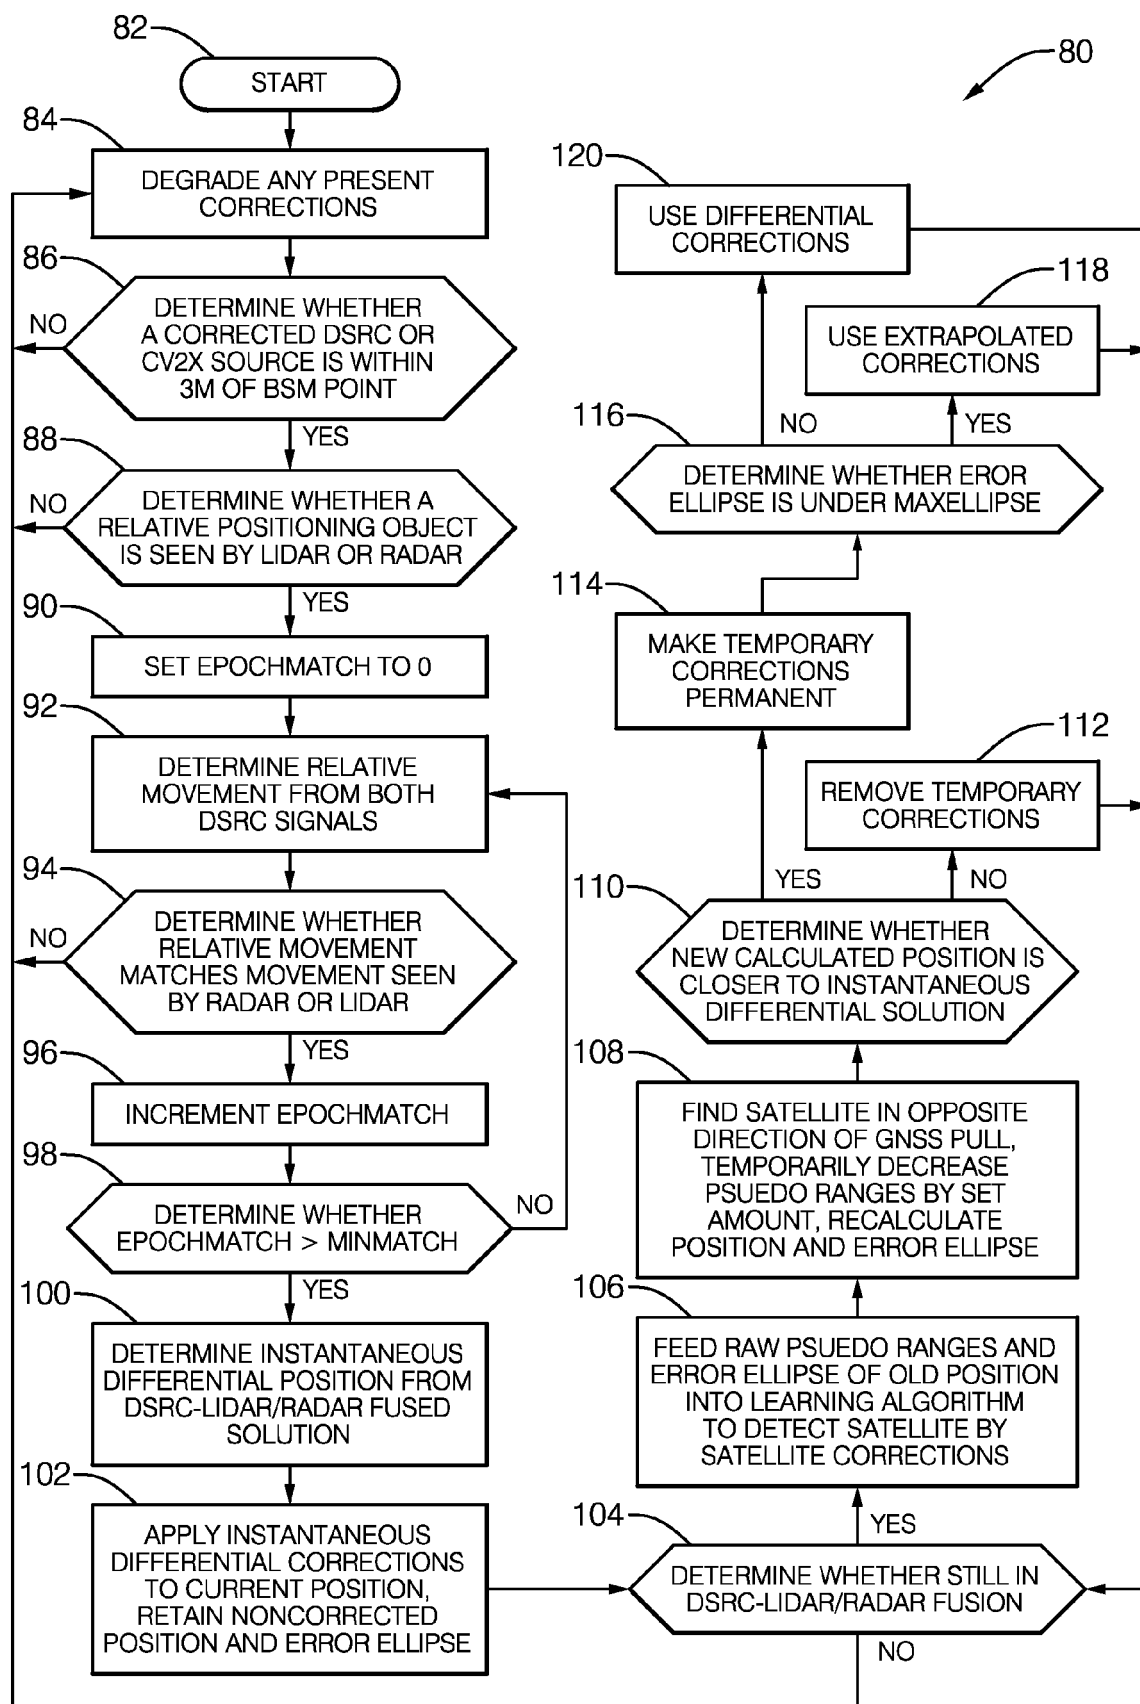 82
START
80
84
DEGRADE ANY PRESENT
CORRECTIONS
86
DETERMINE WHETHER
A CORRECTED DSRC OR
CV2X SOURCE IS WITHIN
3M OF BSM POINT
NO
YES
88
DETERMINE WHETHER A
RELATIVE POSITIONING OBJECT
IS SEEN BY LIDAR OR RADAR
NO
YES
90
SET EPOCHMATCH TO 0
92
DETERMINE RELATIVE
MOVEMENT FROM BOTH
DSRC SIGNALS
94
DETERMINE WHETHER
RELATIVE MOVEMENT
MATCHES MOVEMENT SEEN
BY RADAR OR LIDAR
NO
YES
96
INCREMENT EPOCHMATCH
98
DETERMINE WHETHER
EPOCHMATCH > MINMATCH
NO
YES
100
DETERMINE INSTANTANEOUS
DIFFERENTIAL POSITION FROM
DSRC-LIDAR/RADAR FUSED
SOLUTION
102
APPLY INSTANTANEOUS
DIFFERENTIAL CORRECTIONS
TO CURRENT POSITION,
RETAIN NONCORRECTED
POSITION AND ERROR ELLIPSE
120
USE DIFFERENTIAL
CORRECTIONS
118
USE EXTRAPOLATED
CORRECTIONS
116
NO
YES
DETERMINE WHETHER EROR
ELLIPSE IS UNDER MAXELLIPSE
114
MAKE TEMPORARY
CORRECTIONS
PERMANENT
112
REMOVE TEMPORARY
CORRECTIONS
110
YES
NO
DETERMINE WHETHER
NEW CALCULATED POSITION IS
CLOSER TO INSTANTANEOUS
DIFFERENTIAL SOLUTION
108
FIND SATELLITE IN OPPOSITE
DIRECTION OF GNSS PULL,
TEMPORARILY DECREASE
PSUEDO RANGES BY SET
AMOUNT, RECALCULATE
POSITION AND ERROR ELLIPSE
106
FEED RAW PSUEDO RANGES AND
ERROR ELLIPSE OF OLD POSITION
INTO LEARNING ALGORITHM
TO DETECT SATELLITE BY
SATELLITE CORRECTIONS
104
YES
DETERMINE WHETHER STILL IN
DSRC-LIDAR/RADAR FUSION
NO